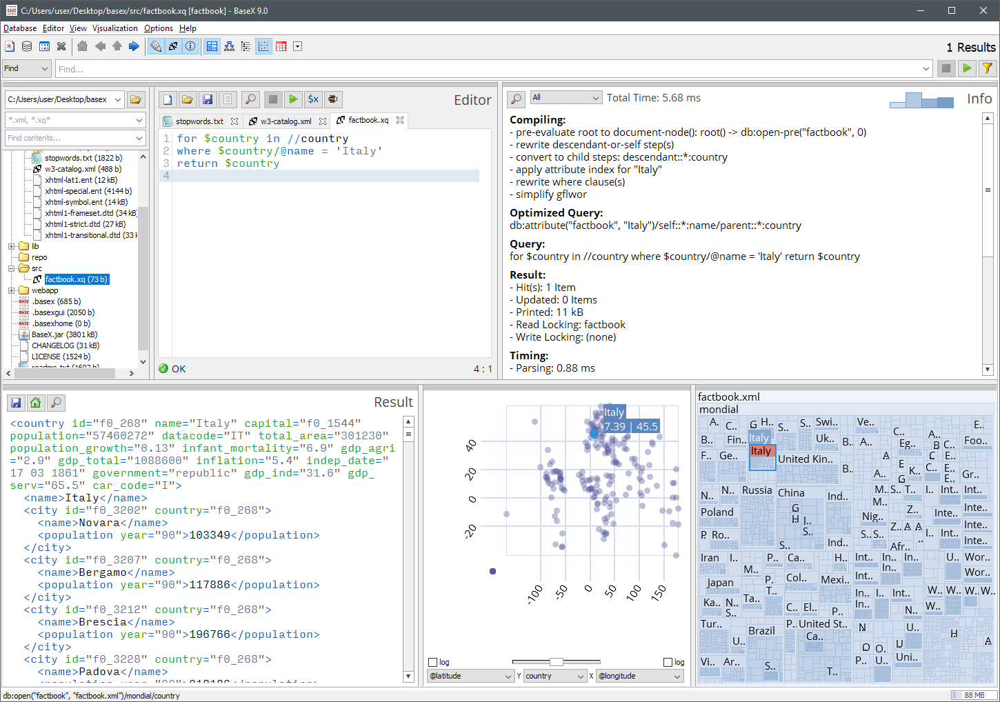 C:/Users/user/Desktop/basex/src/factbook.xq [factbook] - BaseX 9.0
Database Editor View Visualization Options Help
1 Results
Find Find...
C:/Users/user/Desktop/basex
*.xml, *.xq*
Find contents...
stopwords.txt (1822 b)
w3-catalog.xml (488 b)
xhtml-lat1.ent (12 kB)
xhtml-special.ent (4144 b)
xhtml-symbol.ent (14 kB)
xhtml1-frameset.dtd (34 kB)
xhtml1-strict.dtd (27 kB)
xhtml1-transitional.dtd (33 k
lib
repo
src
factbook.xq (73 b)
webapp
.basex (685 b)
.basexgui (2050 b)
.basexhome (0 b)
BaseX.jar (3801 kB)
CHANGELOG (31 kB)
LICENSE (1524 b)
readme.txt (1602 b)
$x Editor
stopwords.txt w3-catalog.xml factbook.xq
1 for $country in //country
2 where $country/@name = 'Italy'
3 return $country
4
OK 4 : 1
All Total Time: 5.68 ms Info
Compiling:
- pre-evaluate root to document-node(): root() -> db:open-pre("factbook", 0)
- rewrite descendant-or-self step(s)
- convert to child steps: descendant::*:country
- apply attribute index for "Italy"
- rewrite where clause(s)
- simplify gflwor
Optimized Query:
db:attribute("factbook", "Italy")/self::*:name/parent::*:country
Query:
for $country in //country where $country/@name = 'Italy' return $country
Result:
- Hit(s): 1 Item
- Updated: 0 Items
- Printed: 11 kB
- Read Locking: factbook
- Write Locking: (none)
Timing:
- Parsing: 0.88 ms
Result
<country id="f0_268" name="Italy" capital="f0_1544"
population="57460272" datacode="IT" total_area="301230"
population_growth="0.13" infant_mortality="6.9" gdp_agri
="2.9" gdp_total="1088600" inflation="5.4" indep_date="
17 03 1861" government="republic" gdp_ind="31.6" gdp_
serv="65.5" car_code="I">
<name>Italy</name>
<city id="f0_3202" country="f0_268">
<name>Novara</name>
<population year="90">103349</population>
</city>
<city id="f0_3207" country="f0_268">
<name>Bergamo</name>
<population year="90">117886</population>
</city>
<city id="f0_3212" country="f0_268">
<name>Brescia</name>
<population year="90">196766</population>
</city>
<city id="f0_3228" country="f0_268">
<name>Padova</name>
Italy
7.39 | 45.5
40
20
0
-20
-100 -50 0 50 100 150
log log
@latitude Y country X @longitude
factbook.xml
mondial
A.. C.. G H.. S.. S.. Swi.. Ve.. C.. E..
B.. Fin.. Italy Uk.. B.. A.. Eg.. A.. B C.. Foo..
F.. Ge.. Italy United Kin.. B.. A A.. E K.. G C E.. C.. E.. Gr..
N.. N.. Russia China Ind.. M.. S.. T.. I.. Int.. Int..
Poland G H I.. S.. M.. Nig.. Z.. Inte.. Inte..
P Ro.. S.. Ind.. S.. S.. Z.. A A Afr.. I.. Int.. Inte.. Inte..
Iran I.. P.. Ca.. H.. Int.. In.. In.. U.. Wor..
M.. Col.. Mexi.. Int.. In.. Wor..
Japan P.. T.. In.. I.. Int.. W.. W.. W.. W..
Ka.. N.. S.. Ta.. C.. El.. P.. In.. N.. W..
Tur.. U.. Brazil P.. United St.. Ca.. N U.. H A
O O.. U
Vi.. Ar.. S.. T.. P.. U.. Uni..
db:open("factbook", "factbook.xml")/mondial/country 88 MB